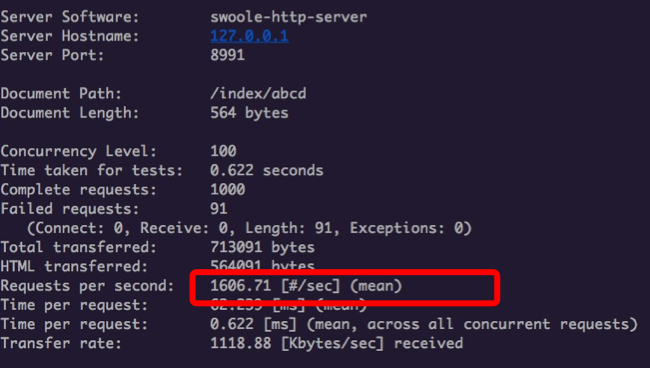 Server Software: swoole-http-server
Server Hostname: 127.0.0.1
Server Port: 8991
Document Path: /index/abcd
Document Length: 564 bytes
Concurrency Level: 100
Time taken for tests: 0.622 seconds
Complete requests: 1000
Failed requests: 91
(Connect: 0, Receive: 0, Length: 91, Exceptions: 0)
Total transferred: 713091 bytes
HTML transferred: 564091 bytes
Requests per second: 1606.71 [#/sec] (mean)
Time per request: 62.239 [ms] (mean)
Time per request: 0.622 [ms] (mean, across all concurrent requests)
Transfer rate: 1118.88 [Kbytes/sec] received